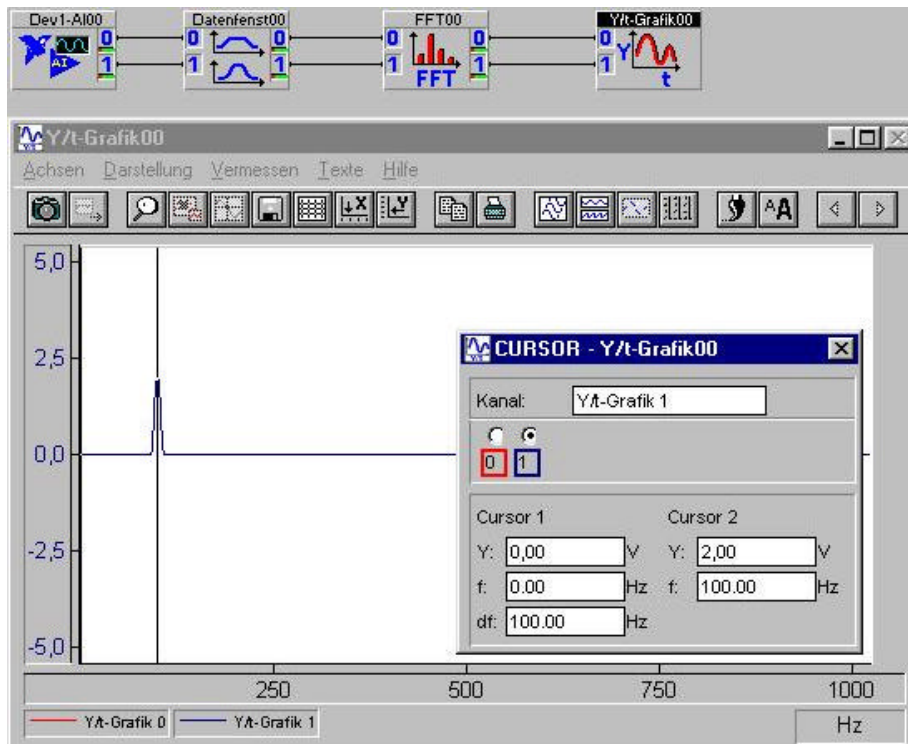 Dev1-AI00 Datenfenst00 FFT00 Y/t-Grafik00
0 0 0 0 0 0
AI 1 1 1 1 1 1 Y
FFT t
Y/t-Grafik00
Achsen Darstellung Vermessen Texte Hilfe
X Y AA
5,0
2,5
0,0
-2,5
-5,0
CURSOR - Y/t-Grafik00
Kanal: Y/t-Grafik 1
0 1
Cursor 1 Cursor 2
Y: 0,00 V Y: 2,00 V
f: 0.00 Hz f: 100.00 Hz
df: 100.00 Hz
250 500 750 1000
Y/t-Grafik 0 Y/t-Grafik 1 Hz